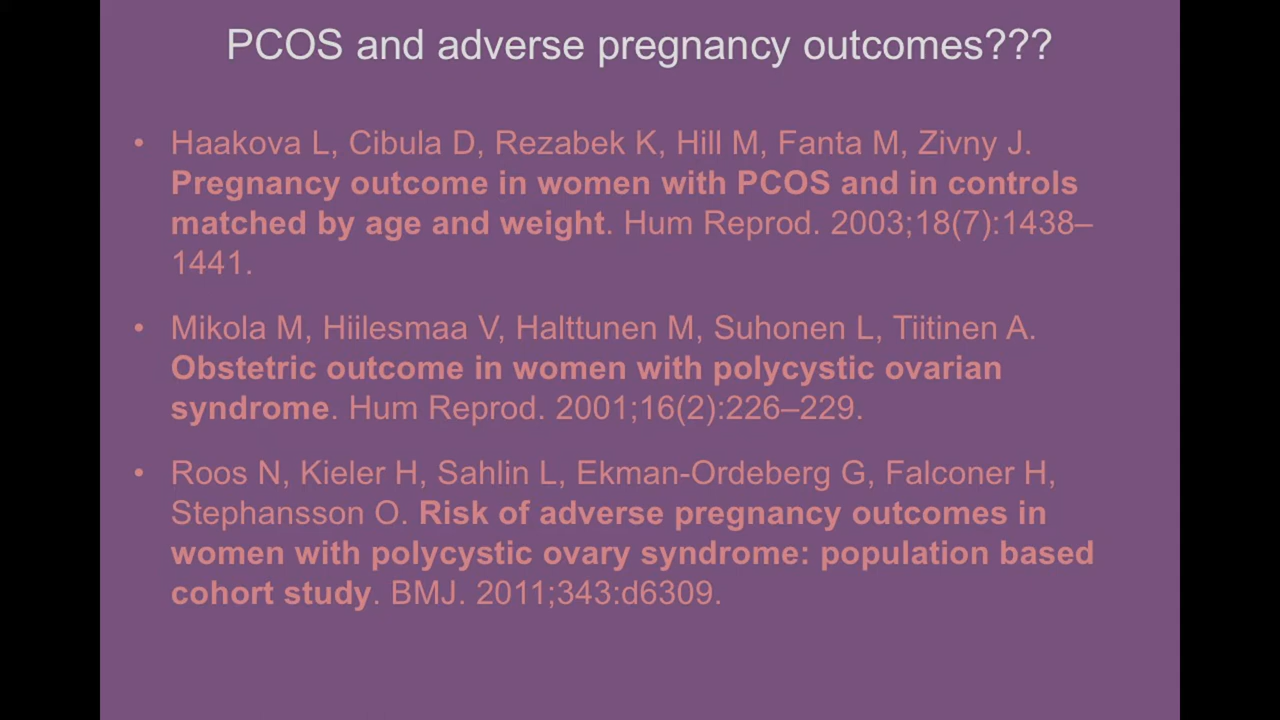 PCOS and adverse pregnancy outcomes???
• Haakova L, Cibula D, Rezabek K, Hill M, Fanta M, Zivny J.
Pregnancy outcome in women with PCOS and in controls
matched by age and weight. Hum Reprod. 2003;18(7):1438–
1441.
• Mikola M, Hiilesmaa V, Halttunen M, Suhonen L, Tiitinen A.
Obstetric outcome in women with polycystic ovarian
syndrome. Hum Reprod. 2001;16(2):226–229.
• Roos N, Kieler H, Sahlin L, Ekman-Ordeberg G, Falconer H,
Stephansson O. Risk of adverse pregnancy outcomes in
women with polycystic ovary syndrome: population based
cohort study. BMJ. 2011;343:d6309.